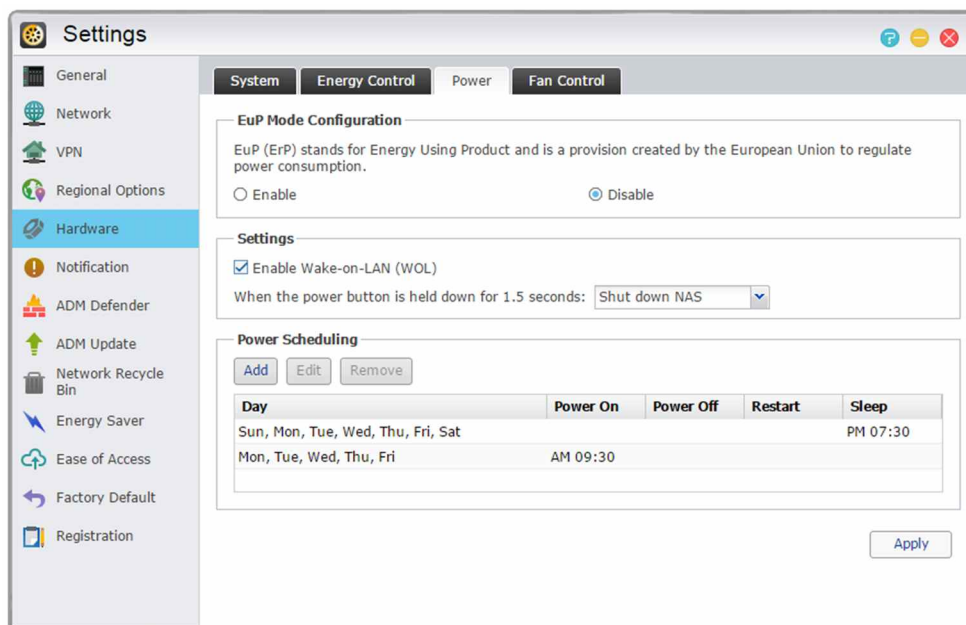 Settings
General
Network
VPN
Regional Options
Hardware
Notification
ADM Defender
ADM Update
Network Recycle
Bin
Energy Saver
Ease of Access
Factory Default
Registration
System Energy Control Power Fan Control
EuP Mode Configuration
EuP (ErP) stands for Energy Using Product and is a provision created by the European Union to regulate
power consumption.
Enable Disable
Settings
Enable Wake-on-LAN (WOL)
When the power button is held down for 1.5 seconds: Shut down NAS
Power Scheduling
Add Edit Remove
Day Power On Power Off Restart Sleep
Sun, Mon, Tue, Wed, Thu, Fri, Sat PM 07:30
Mon, Tue, Wed, Thu, Fri AM 09:30
Apply